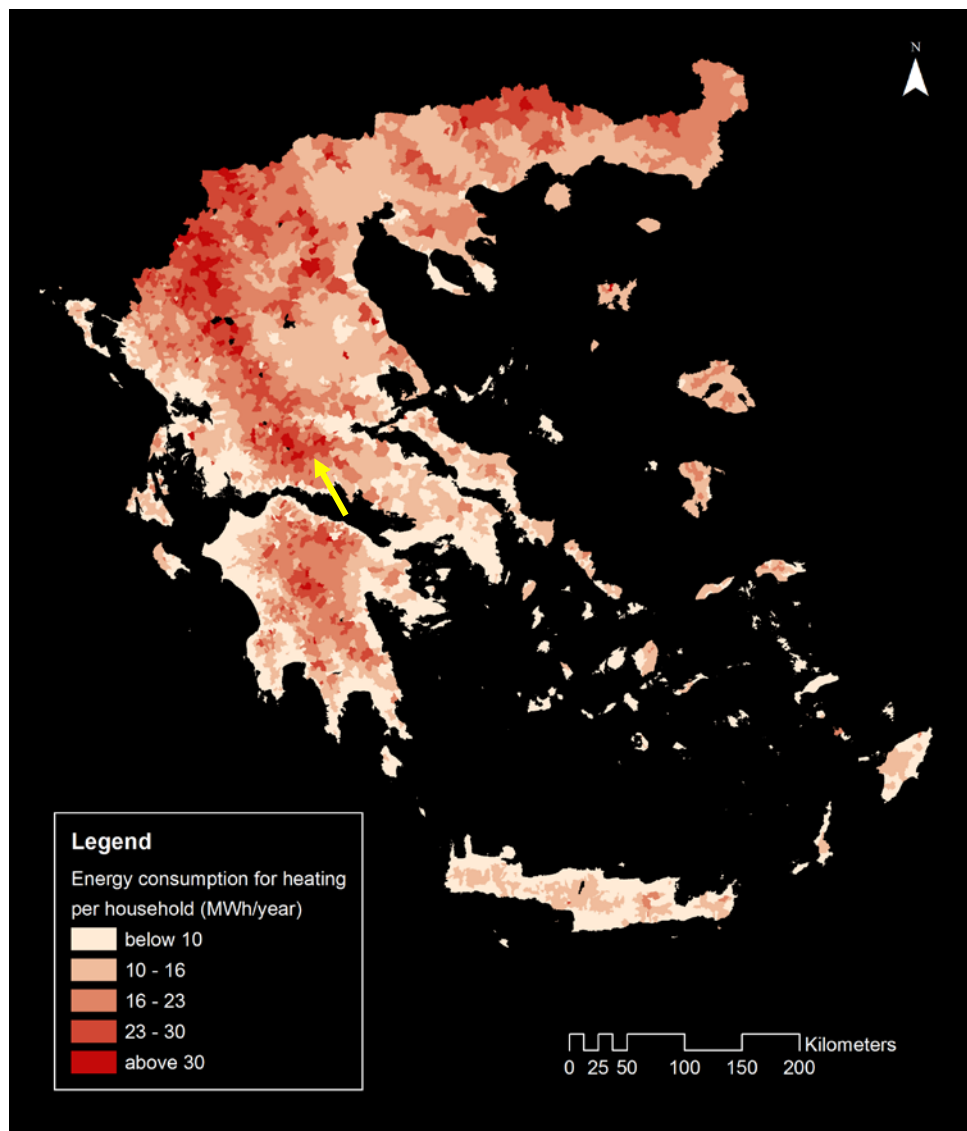 N
Legend
Energy consumption for heating
per household (MWh/year)
below 10
10 - 16
16 - 23
23 - 30
above 30
Kilometers
0 25 50 100 150 200